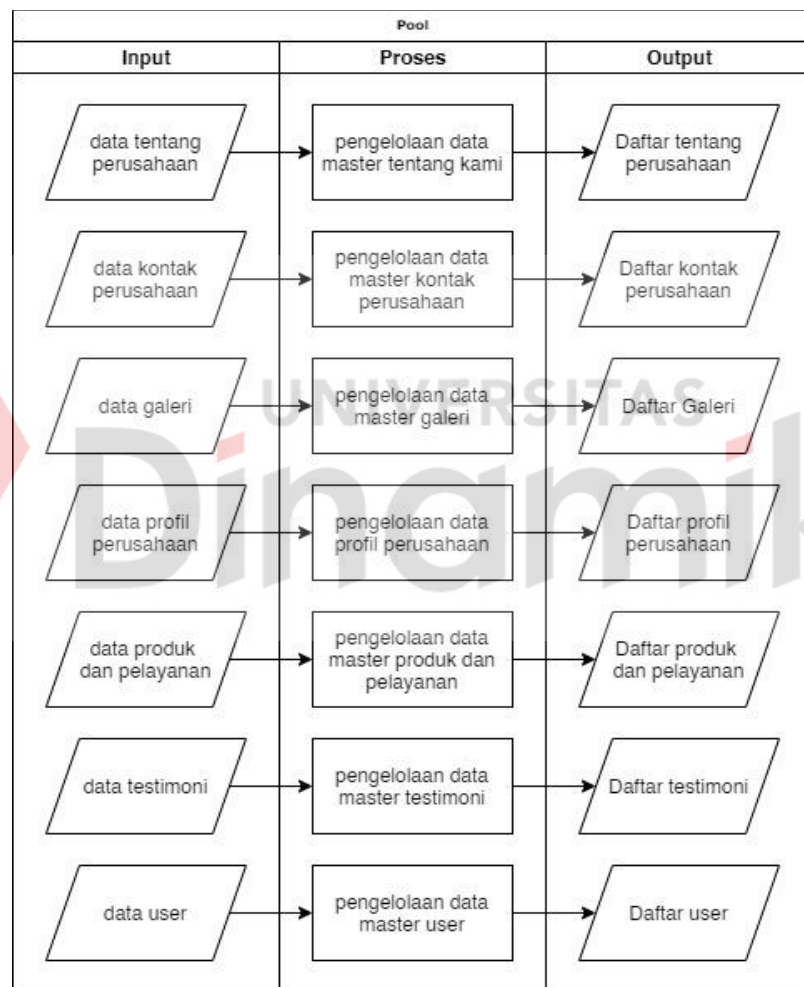 Pool
Input
Proses
Output
data tentang
perusahaan
pengelolaan data
master tentang kami
Daftar tentang
perusahaan
data kontak
perusahaan
pengelolaan data
master kontak
perusahaan
Daftar kontak
perusahaan
UNIVERSITAS
data galeri
pengelolaan data
master galeri
Daftar Galeri
Dinamik
data profil
perusahaan
pengelolaan data
profil perusahaan
Daftar profil
perusahaan
data produk
dan pelayanan
pengelolaan data
master produk dan
pelayanan
Daftar produk
dan pelayanan
data testimoni
pengelolaan data
master testimoni
Daftar testimoni
data user
pengelolaan data
master user
Daftar user